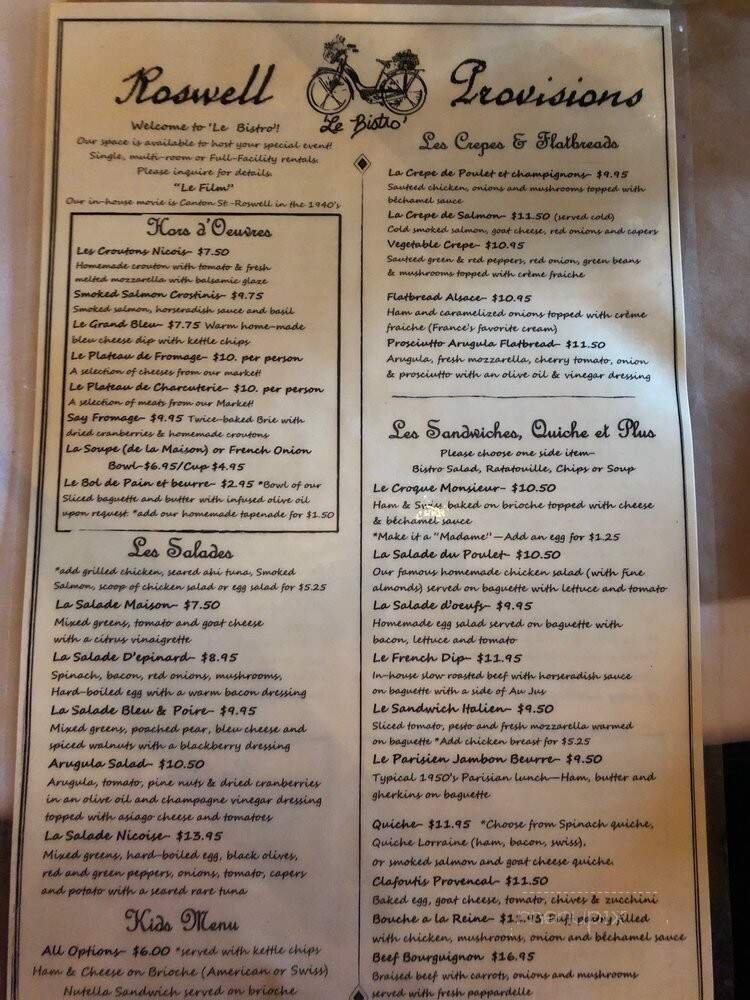 Roswell Provisions
'Le Bistro'
Welcome to 'Le Bistro'!
Our space is available to host your special event!
Single, multi-room or Full-Facility rentals.
Please inquire for details.
"Le Film"
Our in-house movie is Canton St.-Roswell in the 1940's
Hors d'Oeuvres
Les Croutons Nicois- $7.50
Homemade crouton with tomato & fresh
melted mozzarella with balsamic glaze
Smoked Salmon Crostinis- $9.75
Smoked salmon, horseradish sauce and basil
Le Grand Bleu- $7.75 Warm home-made
bleu cheese dip with kettle chips
Le Plateau de Fromage- $10. per person
A selection of cheeses from our market!
Le Plateau de Charcuterie- $10. per person
A selection of meats from our Market!
Say Fromage- $9.95 Twice-baked Brie with
dried cranberries & homemade croutons
La Soupe (de la Maison) or French Onion
Bowl-$6.95/Cup $4.95
Le Bol de Pain et beurre- $2.95 *Bowl of our
Sliced baguette and butter with infused olive oil
upon request. *add our homemade tapenade for $1.50
Les Salades
*add grilled chicken, seared ahi tuna, Smoked
Salmon, scoop of chicken salad or egg salad for $5.25
La Salade Maison- $7.50
Mixed greens, tomato and goat cheese
with a citrus vinaigrette
La Salade D'epinard- $8.95
Spinach, bacon, red onions, mushrooms,
Hard-boiled egg with a warm bacon dressing
La Salade Bleu & Poire- $9.95
Mixed greens, poached pear, bleu cheese and
spiced walnuts with a blackberry dressing
Arugula Salad- $10.50
Arugula, tomato, pine nuts & dried cranberries
in an olive oil and champagne vinegar dressing
topped with asiago cheese and tomatoes
La Salade Nicoise- $13.95
Mixed greens, hard-boiled egg, black olives,
red and green peppers, onions, tomato, capers
and potato with a seared rare tuna
Kids Menu
All Options- $6.00 *served with kettle chips
Ham & Cheese on Brioche (American or Swiss)
Nutella Sandwich served on brioche
Les Crepes & Flatbreads
La Crepe de Poulet et champignons- $9.95
Sauteed chicken, onions and mushrooms topped with
béchamel sauce
La Crepe de Salmon- $11.50 (served cold)
Cold smoked salmon, goat cheese, red onions and capers
Vegetable Crepe- $10.95
Sauteed green & red peppers, red onion, green beans
& mushrooms topped with crème fraiche
Flatbread Alsace- $10.95
Ham and caramelized onions topped with crème
fraiche (France's favorite cream)
Prosciutto Arugula Flatbread- $11.50
Arugula, fresh mozzarella, cherry tomato, onion
& prosciutto with an olive oil & vinegar dressing
Les Sandwiches, Quiche et Plus
Please choose one side item-
Bistro Salad, Ratatouille, Chips or Soup
Le Croque Monsieur- $10.50
Ham & Swiss baked on brioche topped with cheese
& béchamel sauce
*Make it a "Madame"—Add an egg for $1.25
La Salade du Poulet- $10.50
Our famous homemade chicken salad (with fine
almonds) served on baguette with lettuce and tomato
La Salade d'oeufs- $9.95
Homemade egg salad served on baguette with
bacon, lettuce and tomato
Le French Dip- $11.95
In-house slow roasted beef with horseradish sauce
on baguette with a side of Au Jus
Le Sandwich Italien- $9.50
Sliced tomato, pesto and fresh mozzarella warmed
on baguette *Add chicken breast for $5.25
Le Parisien Jambon Beurre- $9.50
Typical 1950's Parisian lunch—Ham, butter and
gherkins on baguette
Quiche- $11.95 *Choose from Spinach quiche,
Quiche Lorraine (ham, bacon, swiss),
or smoked salmon and goat cheese quiche.
Clafoutis Provencal- $11.50
Baked egg, goat cheese, tomato, chives & zucchini
Bouche a la Reine- Puff pastry filled
with chicken, mushrooms, onion and béchamel sauce
Beef Bourguignon $16.95
Braised beef with carrots, onions and mushrooms
served with fresh pappardelle